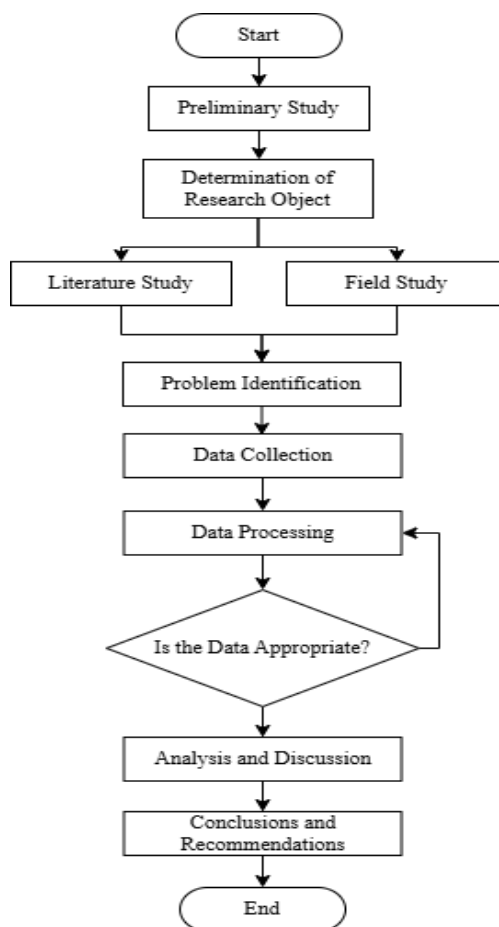 Start
Preliminary Study
Determination of
Research Object
Literature Study
Field Study
Problem Identification
Data Collection
Data Processing
Is the Data Appropriate?
Analysis and Discussion
Conclusions and
Recommendations
End